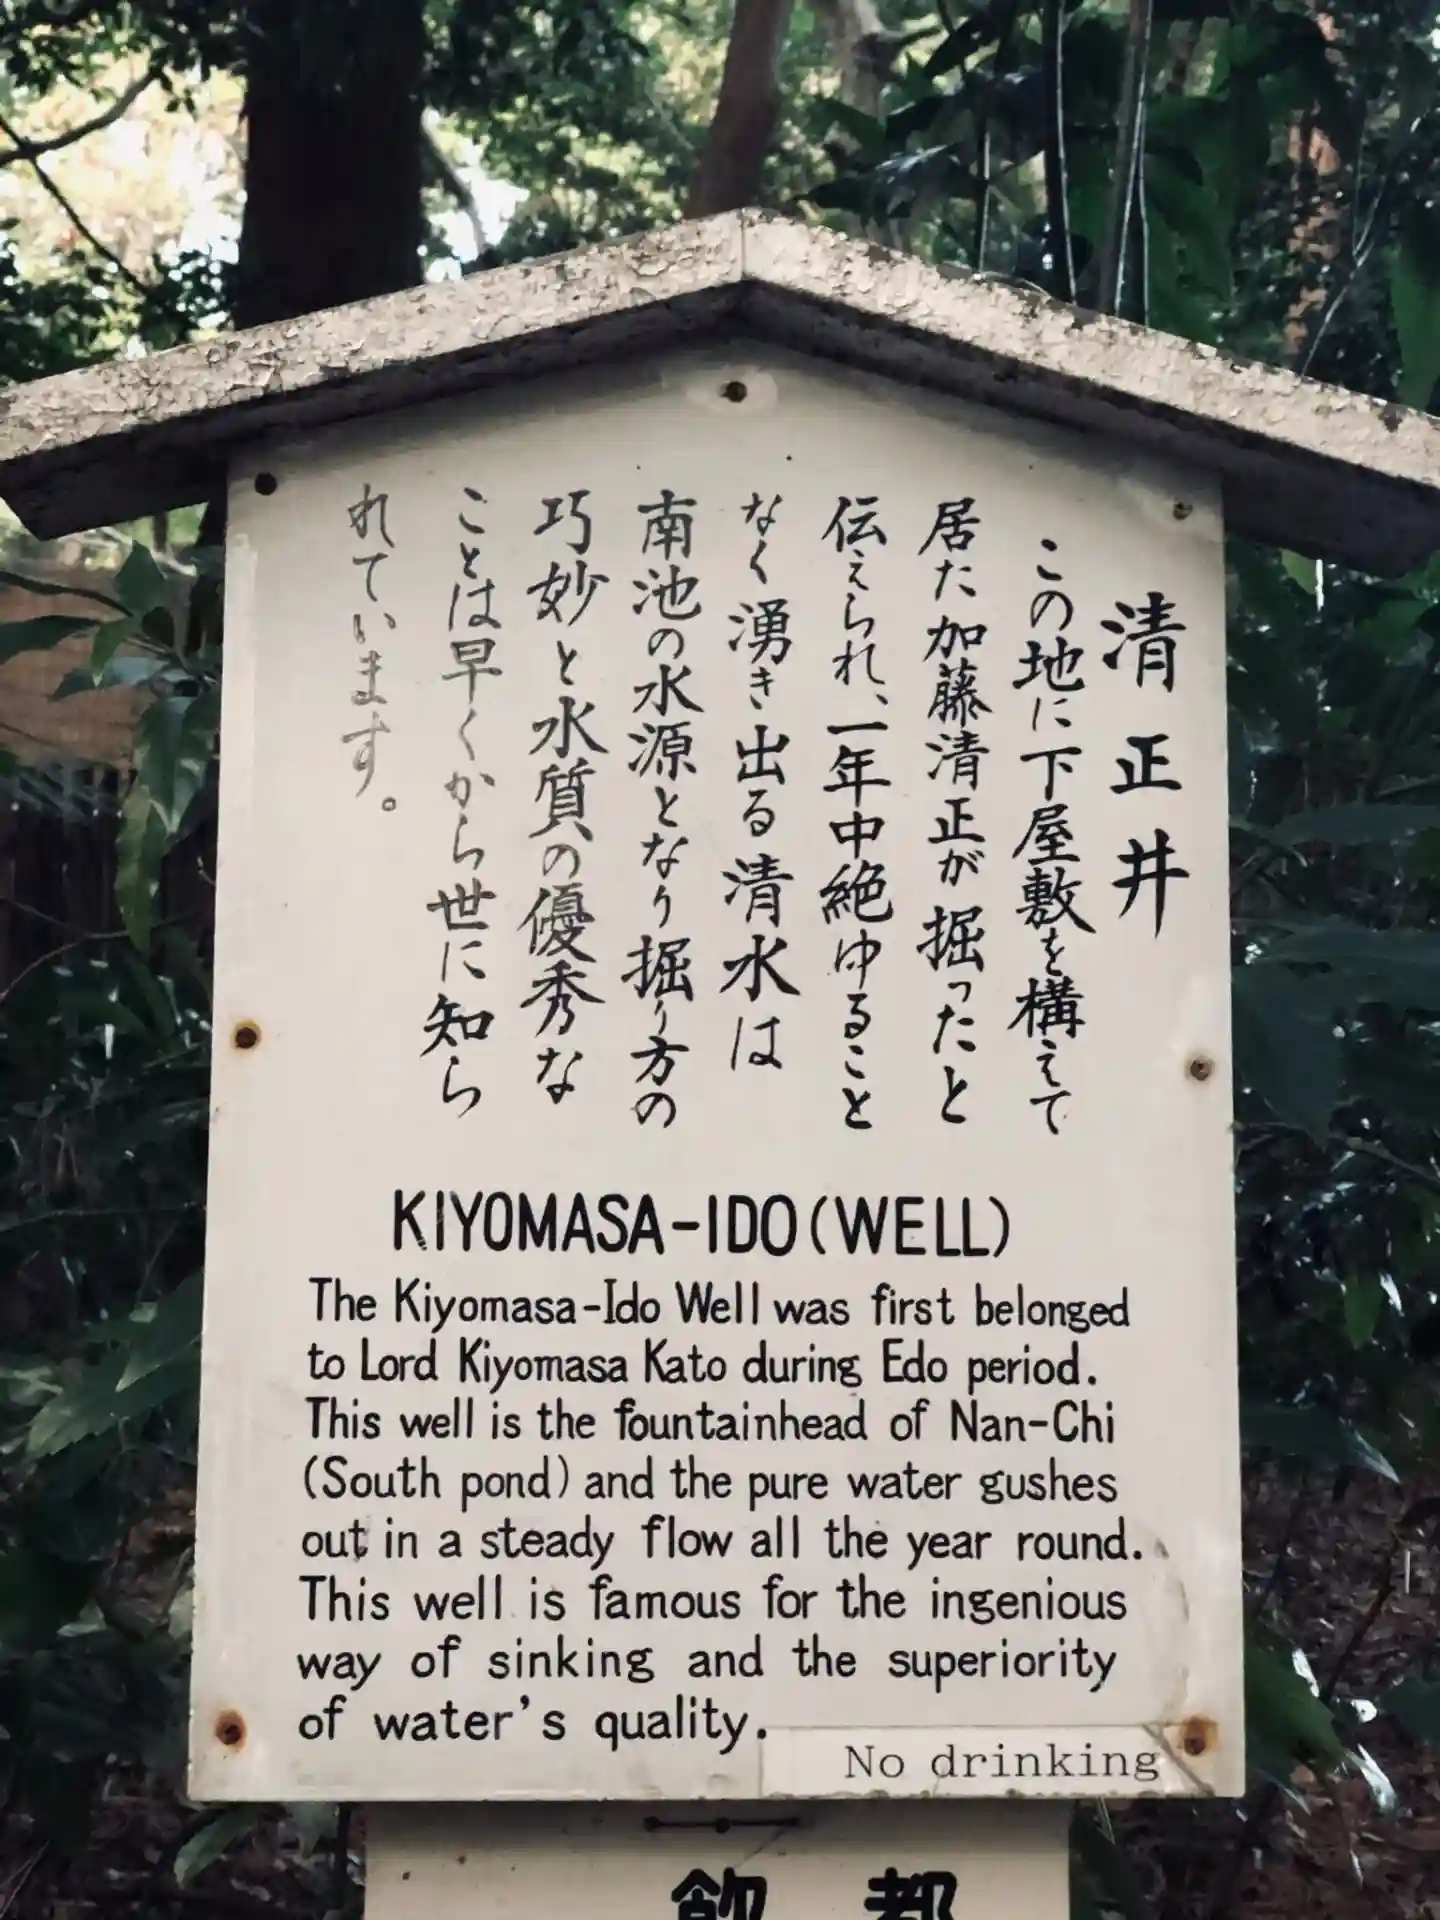 清正井
この地に下屋敷を構えて
居た加藤清正が掘ったと
伝えられ、一年中絶ゆること
なく湧き出る清水は
南池の水源となり掘り方の
巧妙と水質の優秀な
ことは早くから世に知ら
れています。
KIYOMASA-IDO(WELL)
The Kiyomasa-Ido Well was first belonged
to Lord Kiyomasa Kato during Edo period.
This well is the fountainhead of Nan-Chi
(South pond) and the pure water gushes
out in a steady flow all the year round.
This well is famous for the ingenious
way of sinking and the superiority
of water's quality.
No drinking